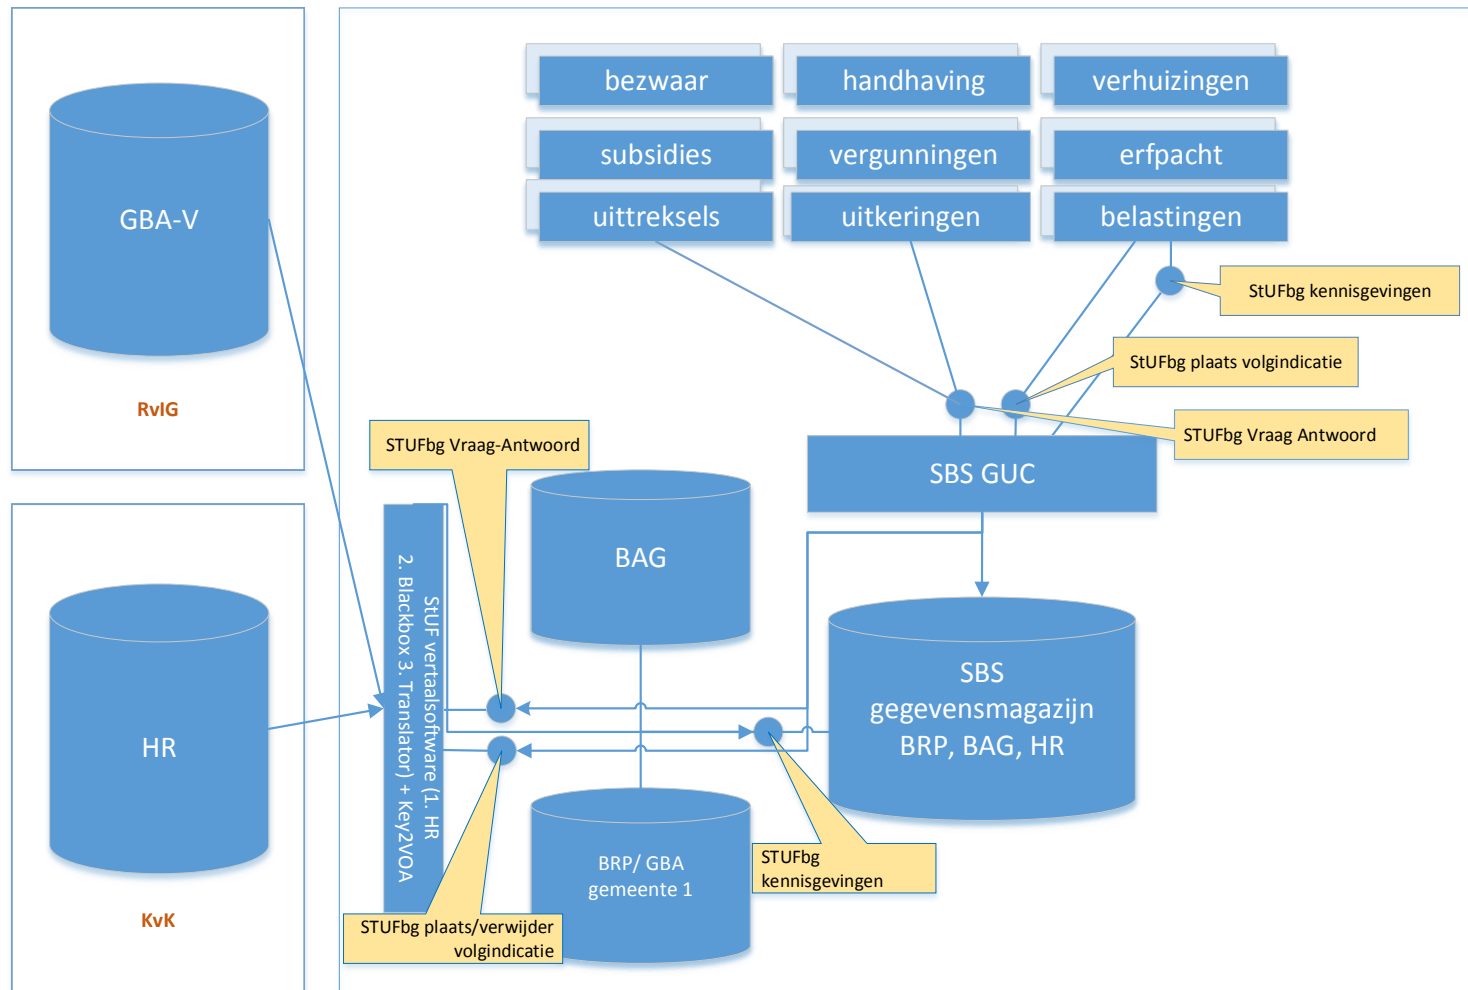 bezwaar
handhaving
verhuizingen
subsidies
vergunningen
erfpacht
uittreksels
uitkeringen
belastingen
GBA-V
RvIG
StUFbg kennisgevingen
StUFbg plaats volgindicatie
STUFbg Vraag Antwoord
STUFbg Vraag-Antwoord
SBS GUC
BAG
StUF vertaalsoftware (1. HR
2. Blackbox 3. Translator) + Key2VOA
HR
KvK
SBS
gegevensmagazijn
BRP, BAG, HR
BRP/ GBA
gemeente 1
STUFbg
kennisgevingen
STUFbg plaats/verwijder
volgindicatie